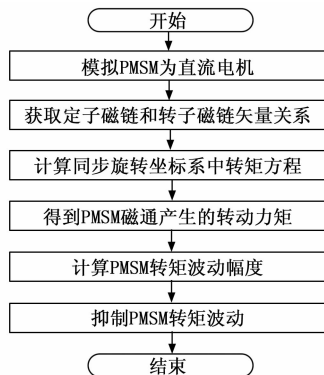 开始
模拟PMSM为直流电机
获取定子磁链和转子磁链矢量关系
计算同步旋转坐标系中转矩方程
得到PMSM磁通产生的转动力矩
计算PMSM转矩波动幅度
抑制PMSM转矩波动
结束